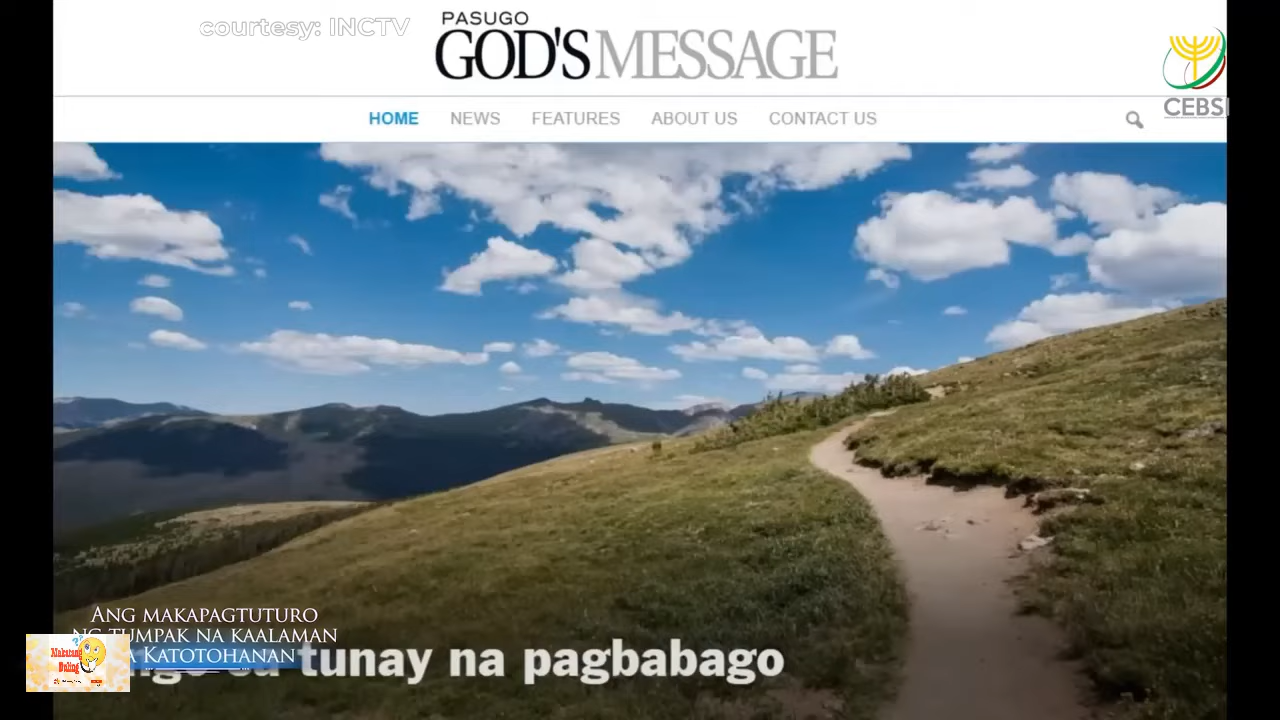 courtesy: INCTV
PASUGO
GOD'S MESSAGE
CEBSI
HOME NEWS FEATURES ABOUT US CONTACT US
ANG MAKAPAGTUTURO
NG TUMPAK NA KAALAMAN
KATOTOHANAN
tunay na pagbabago